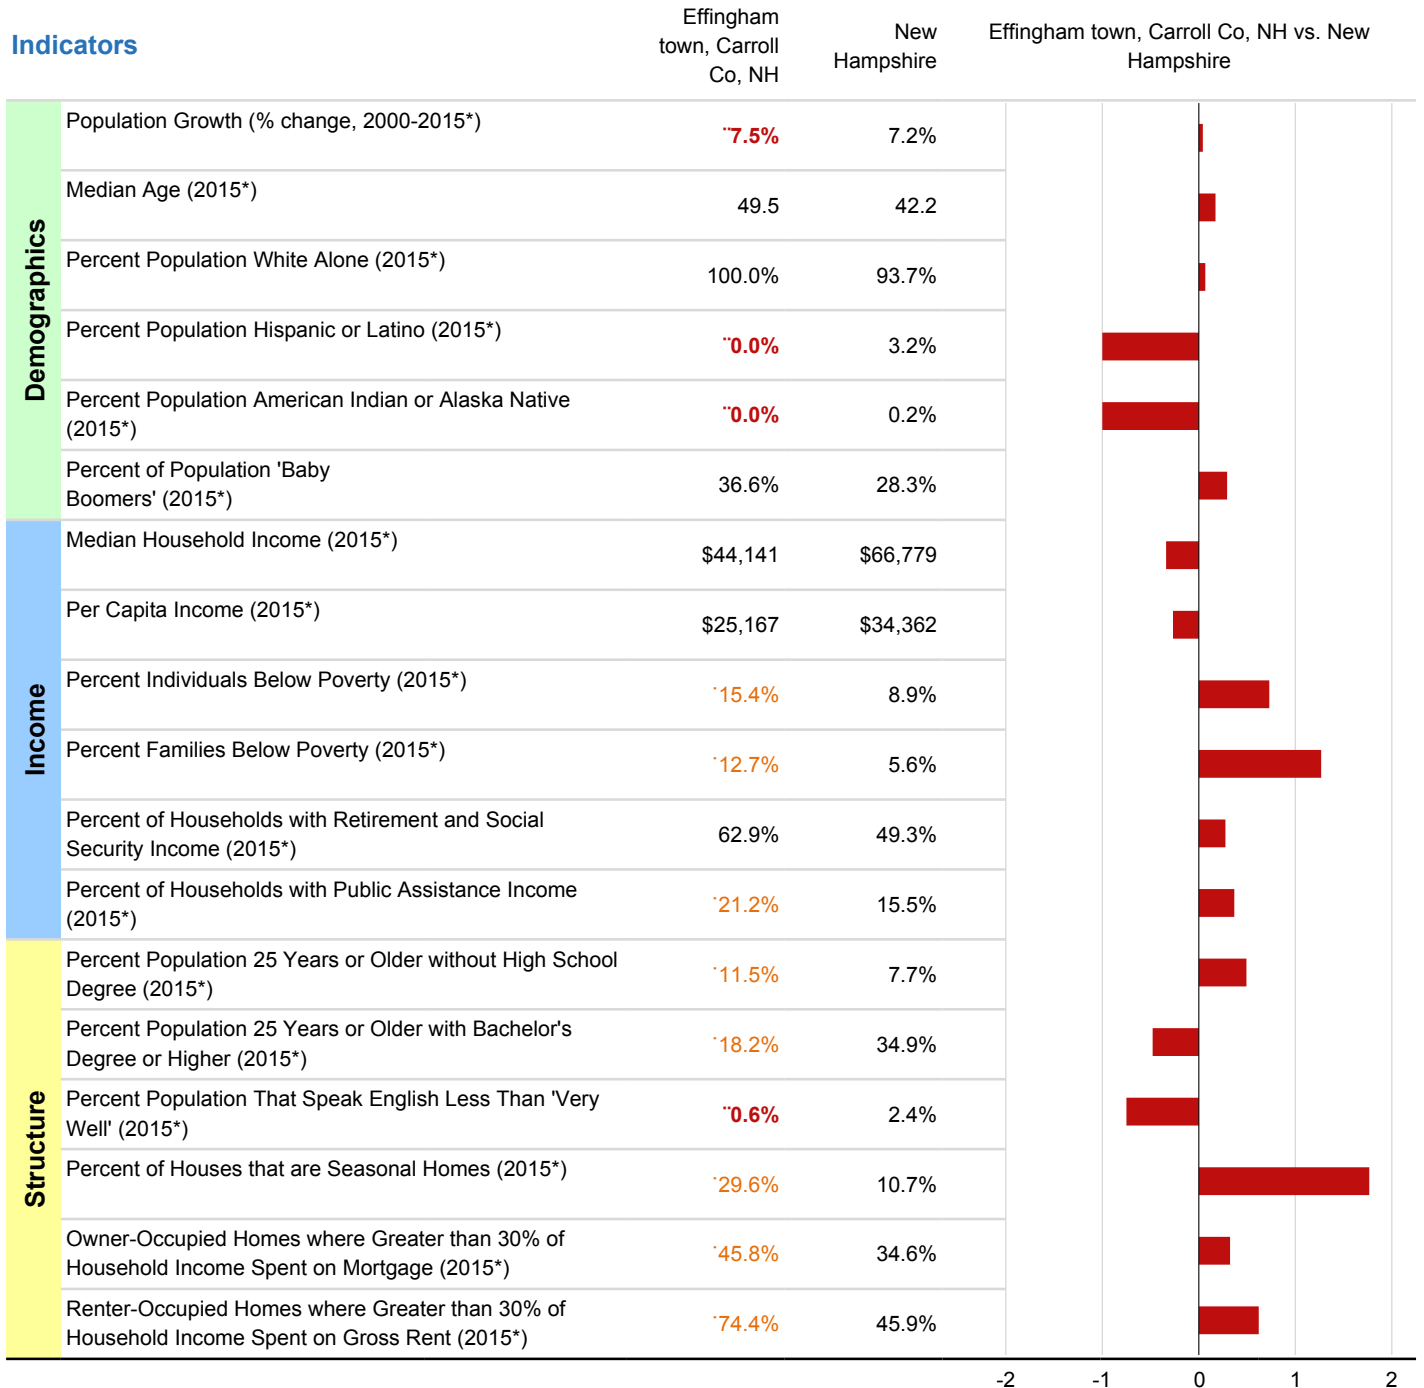 Indicators
Effingham
town, Carroll
Co, NH
New
Hampshire
Effingham town, Carroll Co, NH vs. New
Hampshire
Demographics
Population Growth (% change, 2000-2015*)
¨7.5%
7.2%
Median Age (2015*)
49.5
42.2
Percent Population White Alone (2015*)
100.0%
93.7%
Percent Population Hispanic or Latino (2015*)
¨0.0%
3.2%
Percent Population American Indian or Alaska Native
(2015*)
¨0.0%
0.2%
Percent of Population 'Baby
Boomers' (2015*)
36.6%
28.3%
Income
Median Household Income (2015*)
$44,141
$66,779
Per Capita Income (2015*)
$25,167
$34,362
Percent Individuals Below Poverty (2015*)
˙15.4%
8.9%
Percent Families Below Poverty (2015*)
˙12.7%
5.6%
Percent of Households with Retirement and Social
Security Income (2015*)
62.9%
49.3%
Percent of Households with Public Assistance Income
(2015*)
˙21.2%
15.5%
Structure
Percent Population 25 Years or Older without High School
Degree (2015*)
˙11.5%
7.7%
Percent Population 25 Years or Older with Bachelor's
Degree or Higher (2015*)
˙18.2%
34.9%
Percent Population That Speak English Less Than 'Very
Well' (2015*)
¨0.6%
2.4%
Percent of Houses that are Seasonal Homes (2015*)
˙29.6%
10.7%
Owner-Occupied Homes where Greater than 30% of
Household Income Spent on Mortgage (2015*)
˙45.8%
34.6%
Renter-Occupied Homes where Greater than 30% of
Household Income Spent on Gross Rent (2015*)
˙74.4%
45.9%
-2 -1 0 1 2